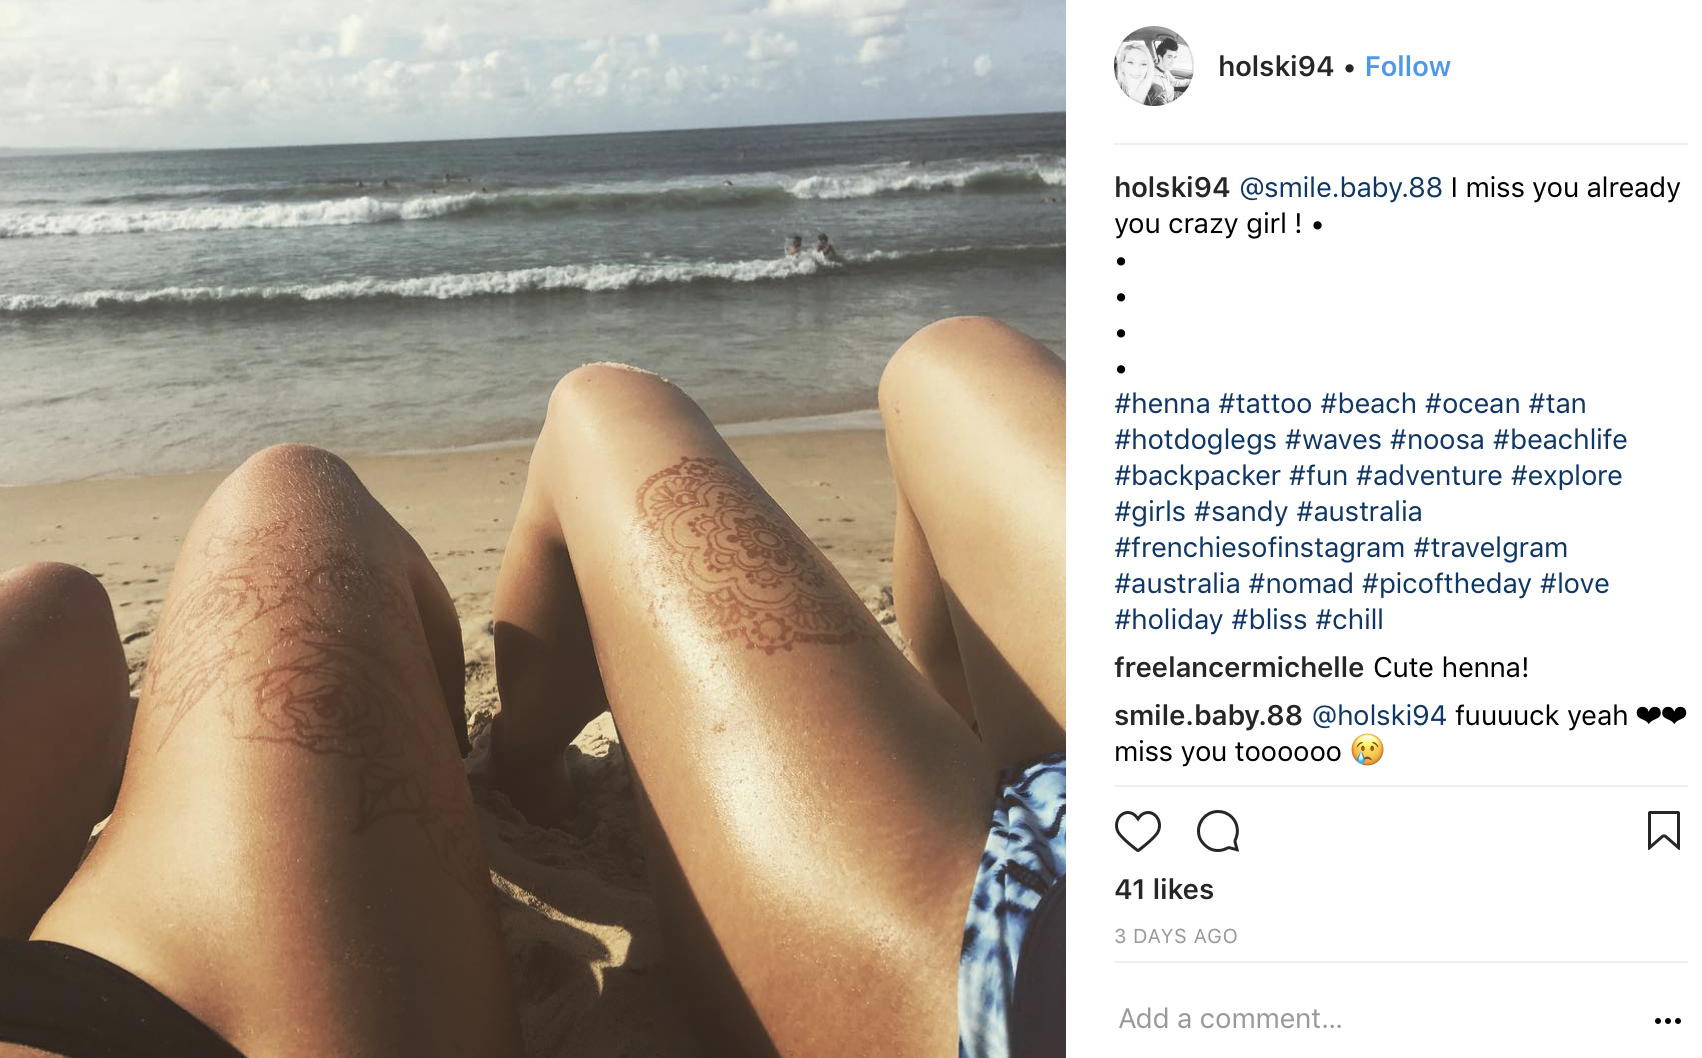 holski94 • Follow
holski94 @smile.baby.88 I miss you already
you crazy girl ! •
•
•
•
•
#henna #tattoo #beach #ocean #tan
#hotdoglegs #waves #noosa #beachlife
#backpacker #fun #adventure #explore
#girls #sandy #australia
#frenchiesofinstagram #travelgram
#australia #nomad #picoftheday #love
#holiday #bliss #chill
freelancermichelle Cute henna!
smile.baby.88 @holski94 fuuuuck yeah ❤❤
miss you toooooo 😢
41 likes
3 DAYS AGO
Add a comment...